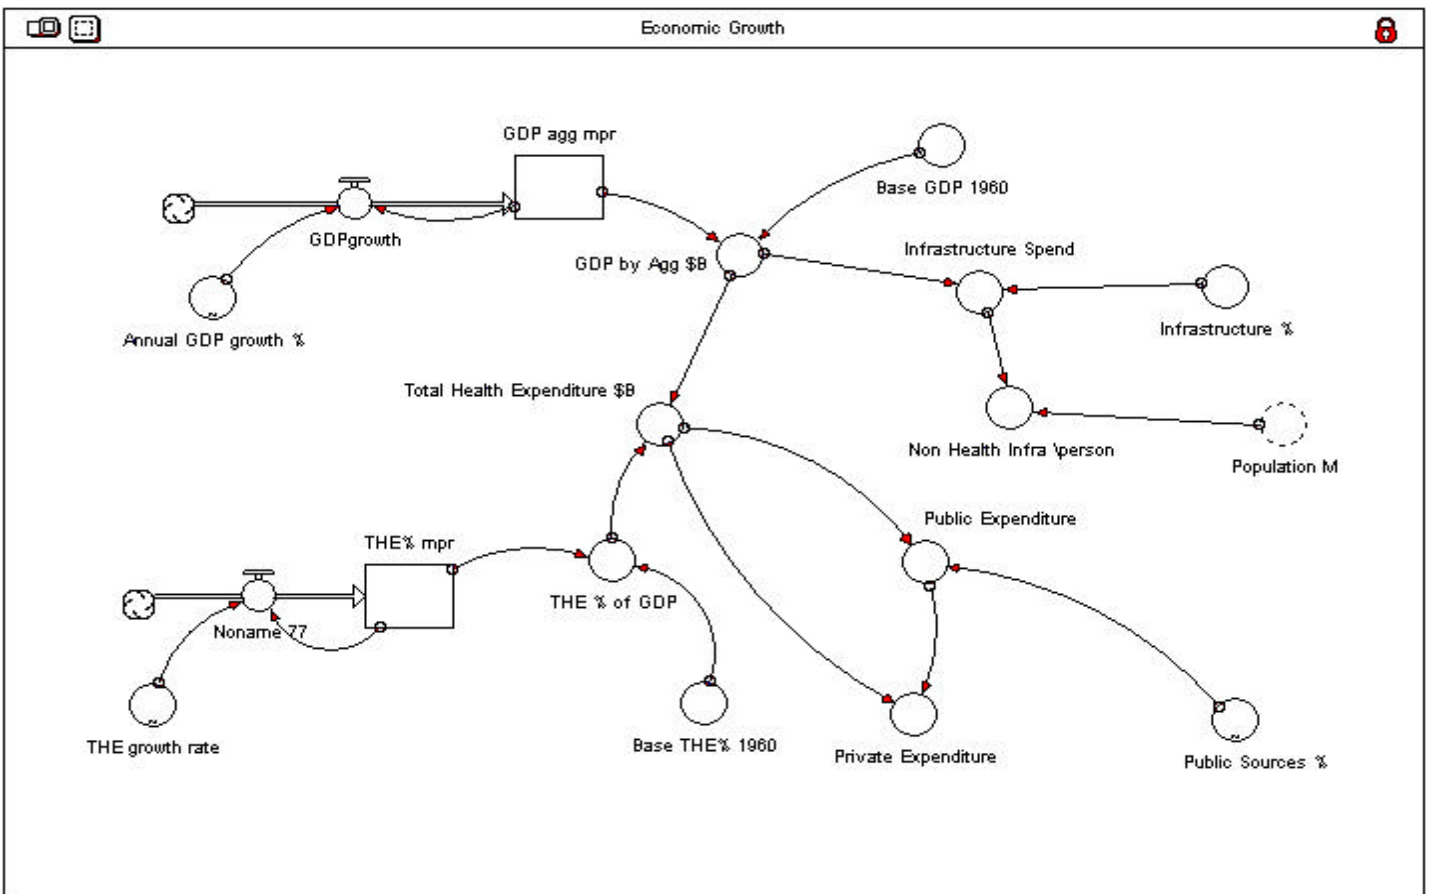 Economic Growth
GDP agg mpr
Base GDP 1960
GDPgrowth
Infrastructure Spend
GDP by Agg $B
Infrastructure %
Annual GDP growth %
Total Health Expenditure $B
Non Health Infra \person
Population M
Public Expenditure
THE% mpr
THE % of GDP
Noname 77
THE growth rate
Base THE% 1960
Private Expenditure
Public Sources %